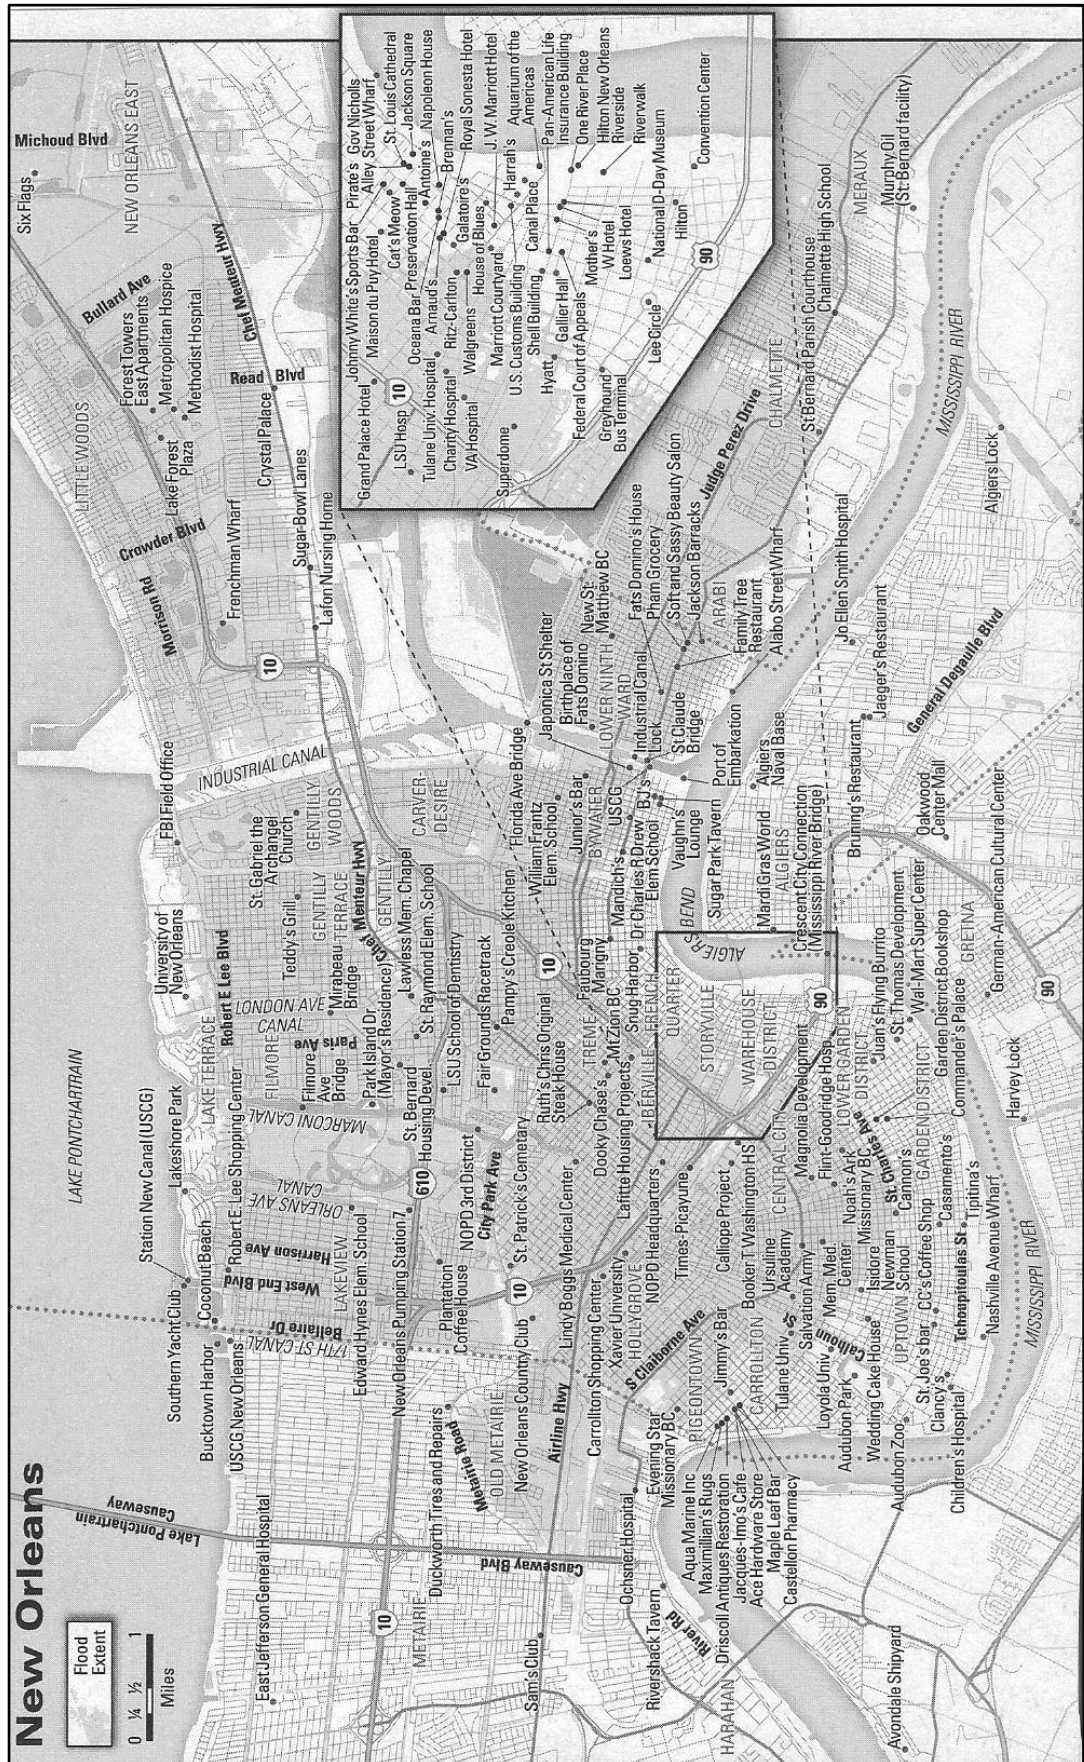 New Orleans
Flood
Extent
0 ¼ ½ 1
Miles
LAKE PONTCHARTRAIN
Lake Pontchartrain
Causeway
East Jefferson General Hospital
Bucktown Harbor
USCG New Orleans
Southern Yacht Club
Coconut Beach
Station New Canal (USCG)
Lakeshore Park
Robert E. Lee Shopping Center
LAKE TERRACE
Robert E Lee Blvd
University of
New Orleans
FBI Field Office
West End Blvd
Harrison Ave
Bellaire Dr
17TH ST CANAL
LAKEVIEW
ORLEANS AVE
CANAL
Edward Hynes Elem. School
New Orleans Pumping Station 7
MARCONI CANAL
FILMORE
Filmore
Ave
Bridge
Paris Ave
LONDON AVE
CANAL
Mirabeau
Bridge
Park Island Dr
(Mayor's Residence)
St. Bernard
Housing Devel.
Teddy's Grill
St. Gabriel the
Archangel
Church
GENTILLY
TERRACE
GENTILLY
WOODS
GENTILLY
Chef Menteur Hwy
Lawless Mem. Chapel
St. Raymond Elem. School
LSU School of Dentistry
Fair Grounds Racetrack
Pampy's Creole Kitchen
CARVER-
DESIRE
INDUSTRIAL CANAL
LITTLE WOODS
Morrison Rd
Crowder Blvd
Lake Forest
Plaza
Frenchman Wharf
Forest Towers
East Apartments
Metropolitan Hospice
Methodist Hospital
Bullard Ave
Read Blvd
Crystal Palace
Sugar Bowl Lanes
Lafon Nursing Home
Chef Menteur Hwy
NEW ORLEANS EAST
Six Flags
Michoud Blvd
10
METAIRIE
10
Duckworth Tires and Repairs
Metairie Road
OLD METAIRIE
New Orleans Country Club
Causeway Blvd
Airline Hwy
Sam's Club
610
Plantation
Coffee House
NOPD 3rd District
City Park Ave
10
St. Patrick's Cemetary
Ruth's Chris Original
Steak House
10
Lindy Boggs Medical Center
Carrollton Shopping Center
Xavier University
HOLLYGROVE
Dooky Chase's
Lafitte Housing Projects
TREME
Mt Zion BC
Faubourg
Marigny
Snug Harbor
IBERVILLE
FRENCH
QUARTER
STORYVILLE
WAREHOUSE
DISTRICT
NOPD Headquarters
Times-Picayune
Calliope Project
Booker T. Washington HS
Ursuline
Academy
CENTRAL CITY
Magnolia Development
Flint-Goodridge Hosp.
LOWER GARDEN
DISTRICT
90
Florida Ave Bridge
William Frantz
Elem. School
Junior's Bar
BYWATER
Mandich's
Dr Charles R Drew
Elem School
USCG
B.J.'s
Vaughn's
Lounge
Sugar Park Tavern
Japonica St Shelter
Birthplace of
Fats Domino
New St.
Matthew BC
LOWER NINTH
WARD
Industrial Canal
Lock
St Claude
Bridge
Port of
Embarkation
Fats Domino's House
Pham Grocery
Soft and Sassy Beauty Salon
Jackson Barracks
ARABI
Family Tree
Restaurant
Alabo Street Wharf
Judge Perez Drive
CHALMETTE
St Bernard Parish Courthouse
Chalmette High School
MERAUX
Murphy Oil
(St. Bernard facility)
MISSISSIPPI RIVER
Algiers Lock
Jo Ellen Smith Hospital
Jaeger's Restaurant
General Degaulle Blvd
Algiers
Naval Base
ALGIERS BEND
Mardi Gras World
ALGIERS
Crescent City Connection
(Mississippi River Bridge)
Bruning's Restaurant
Oakwood
Center Mall
German-American Cultural Center
GRETNA
90
Juan's Flying Burrito
St Thomas Development
Wal-Mart Super Center
Garden District Bookshop
Commander's Palace
GARDEN DISTRICT
Harvey Lock
St. Charles Ave
Noah's Ark
Missionary BC
Cannon's
Casamento's
Tipitina's
Tchoupitoulas St
Nashville Avenue Wharf
MISSISSIPPI RIVER
Salvation Army
Mem. Med.
Center
Isidore
Newman
School
CC's Coffee Shop
UPTOWN
St. Joe's bar
Clancy's
Children's Hospital
S Claiborne Ave
PIGEONTOWN
Jimmy's Bar
CARROLLTON
Tulane Univ.
Calhoun St
Loyola Univ.
Audubon Park
Wedding Cake House
Audubon Zoo
Evening Star
Missionary BC
Ochsner Hospital
Aqua Marine Inc
Maximillian's Rugs
Driscoll Antiques Restoration
Jacques-Imo's Cafe
Ace Hardware Store
Maple Leaf Bar
Castellon Pharmacy
Rivershack Tavern
River Rd
HARAHAN
Avondale Shipyard
Johnny White's Sports Bar
Grand Palace Hotel
Maison du Puy Hotel
Pirate's
Alley
Gov Nicholls
Street Wharf
St. Louis Cathedral
Jackson Square
Napoleon House
Cat's Meow
Preservation Hall
Antoine's
Brennan's
Royal Sonesta Hotel
J.W. Marriott Hotel
Aquarium of the
Americas
Pan-American Life
Insurance Building
One River Place
Hilton New Orleans
Riverside
Riverwalk
Convention Center
10
LSU Hosp
Tulane Univ. Hospital
Charity Hospital
VA Hospital
Superdome
Oceana Bar
Arnaud's
Ritz-Carlton
Walgreens
Galatoire's
House of Blues
Marriott Courtyard
Harrah's
Canal Place
U.S. Customs Building
Shell Building
Hyatt
Gallier Hall
Federal Court of Appeals
Greyhound
Bus Terminal
Mother's
W Hotel
Loews Hotel
National D-Day Museum
Hilton
Lee Circle
90